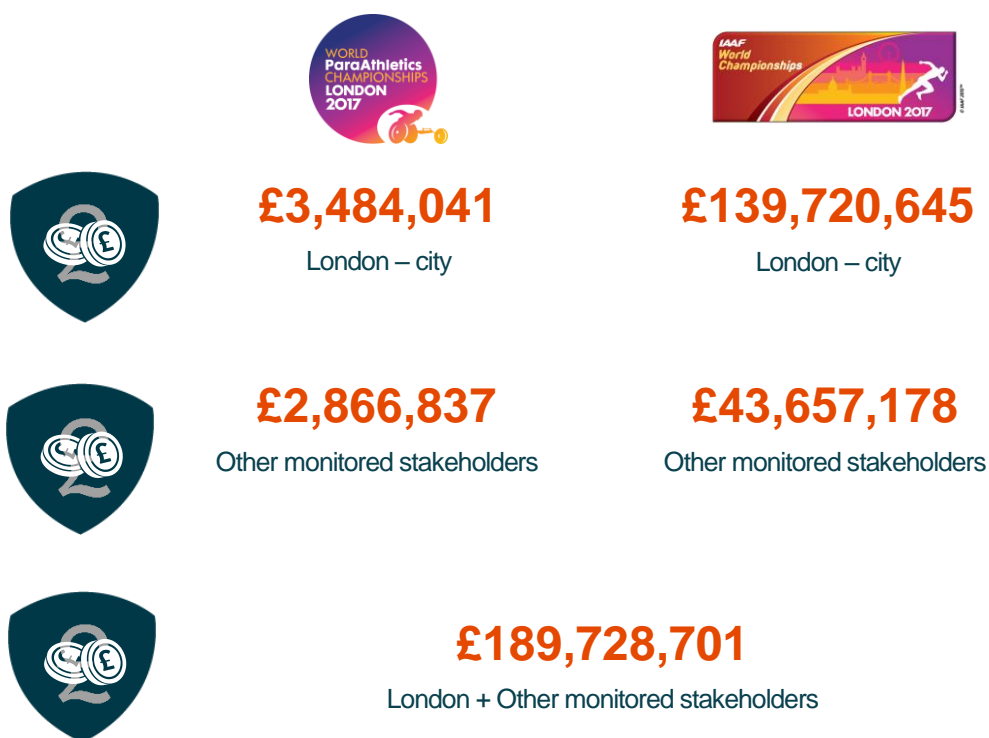 WORLD
ParaAthletics
CHAMPIONSHIPS
LONDON
2017
IAAF
World
Championships
LONDON 2017
£3,484,041
£139,720,645
London – city
London – city
£2,866,837
£43,657,178
Other monitored stakeholders
Other monitored stakeholders
£189,728,701
London + Other monitored stakeholders